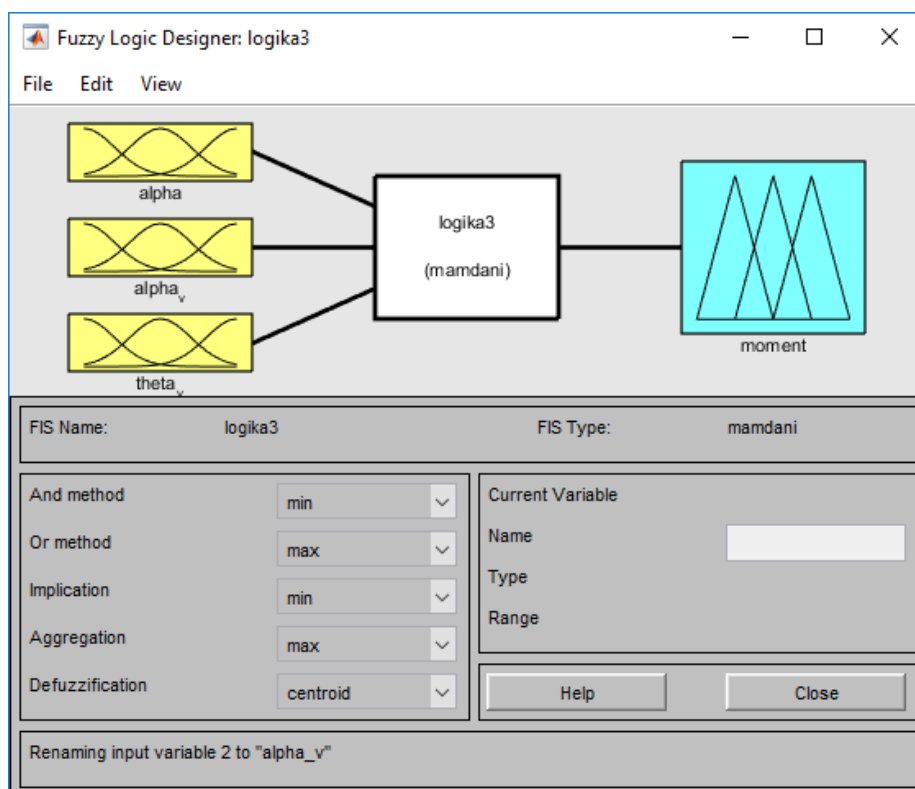 Fuzzy Logic Designer: logika3
File Edit View
alpha
logika3
(mamdani)
alpha_v
theta_v
moment
FIS Name: logika3 FIS Type: mamdani
And method min
Or method max
Implication min
Aggregation max
Defuzzification centroid
Current Variable
Name
Type
Range
Help Close
Renaming input variable 2 to "alpha_v"